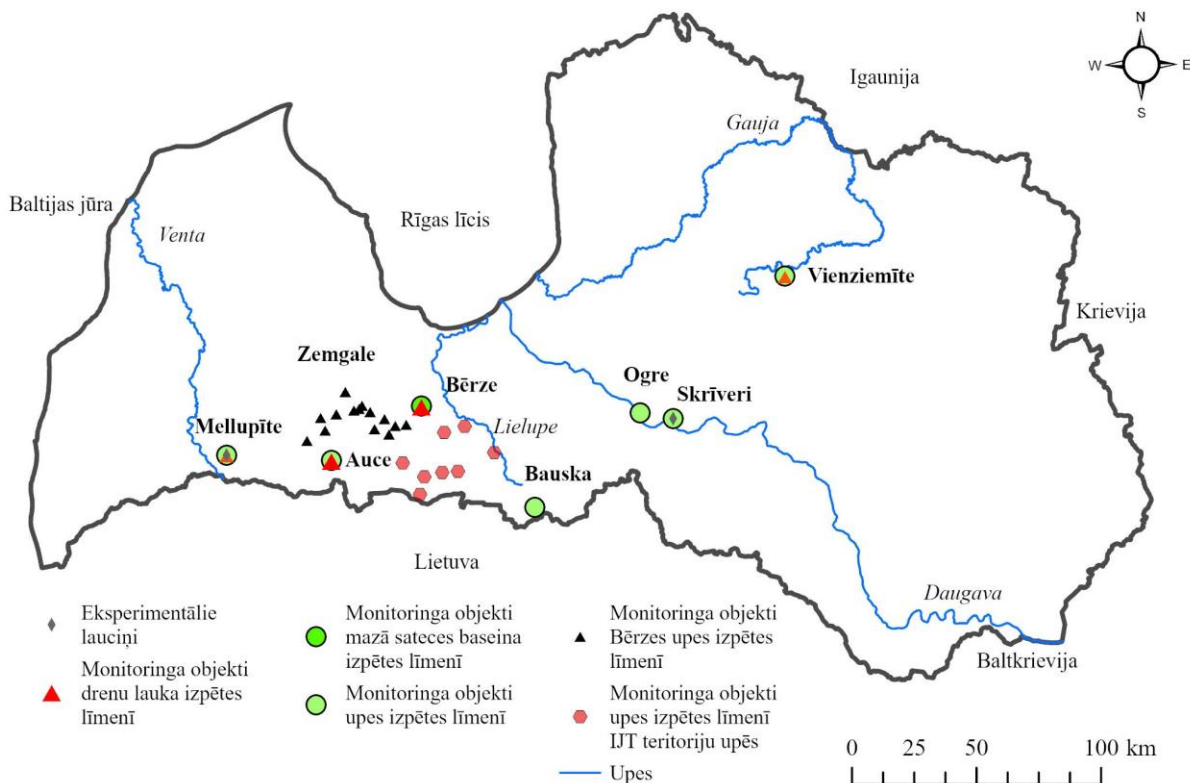 N
W E
S
Igaunija
Gauja
Baltijas jūra
Venta
Rīgas līcis
Vienziemīte
Krievija
Zemgale
Bērze
Ogre
Skrīveri
Mellupīte
Lielupe
Auce
Bauska
Lietuva
Daugava
Baltkrievija
Eksperimentālie
lauciņi
Monitoringa objekti
drenu lauka izpētes
līmenī
Monitoringa objekti
mazā sateces baseina
izpētes līmenī
Monitoringa objekti
upes izpētes līmenī
Monitoringa objekti
Bērzes upes izpētes
līmenī
Monitoringa objekti
upes izpētes līmenī
IJT teritoriju upēs
Upes
0 25 50 100 km